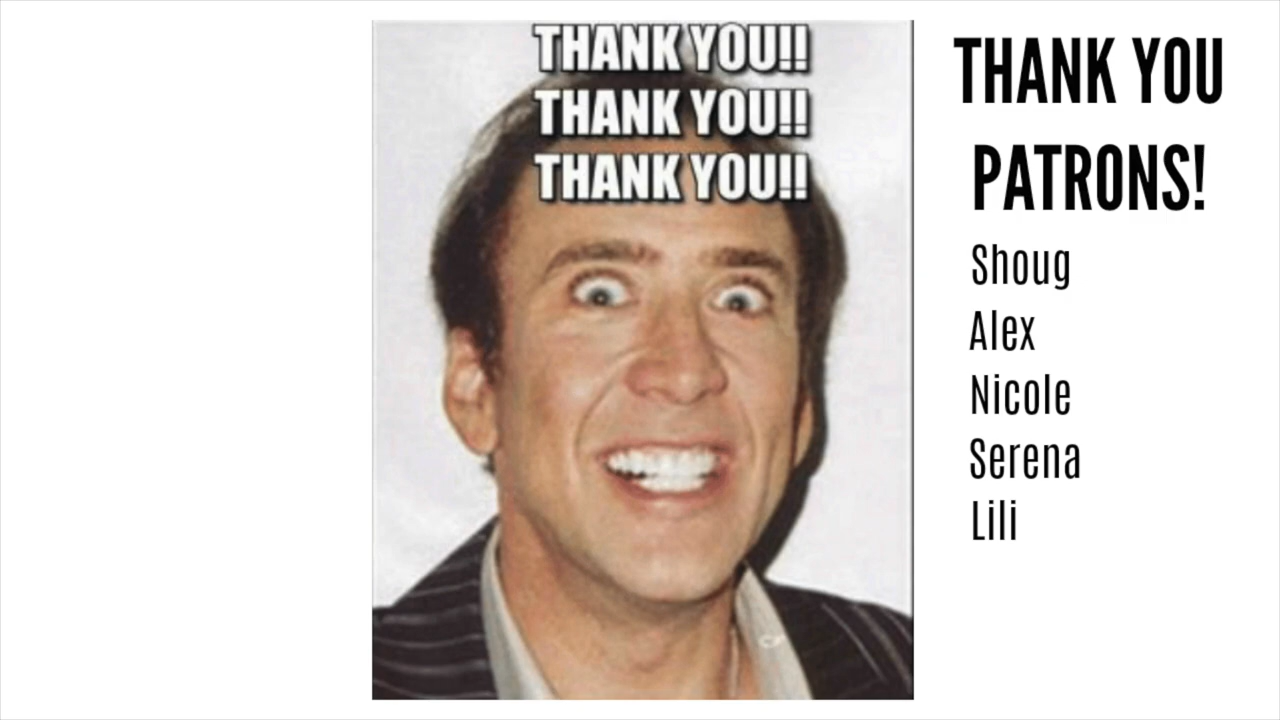 THANK YOU!!
THANK YOU!!
THANK YOU!!
THANK YOU
PATRONS!
Shoug
Alex
Nicole
Serena
Lili